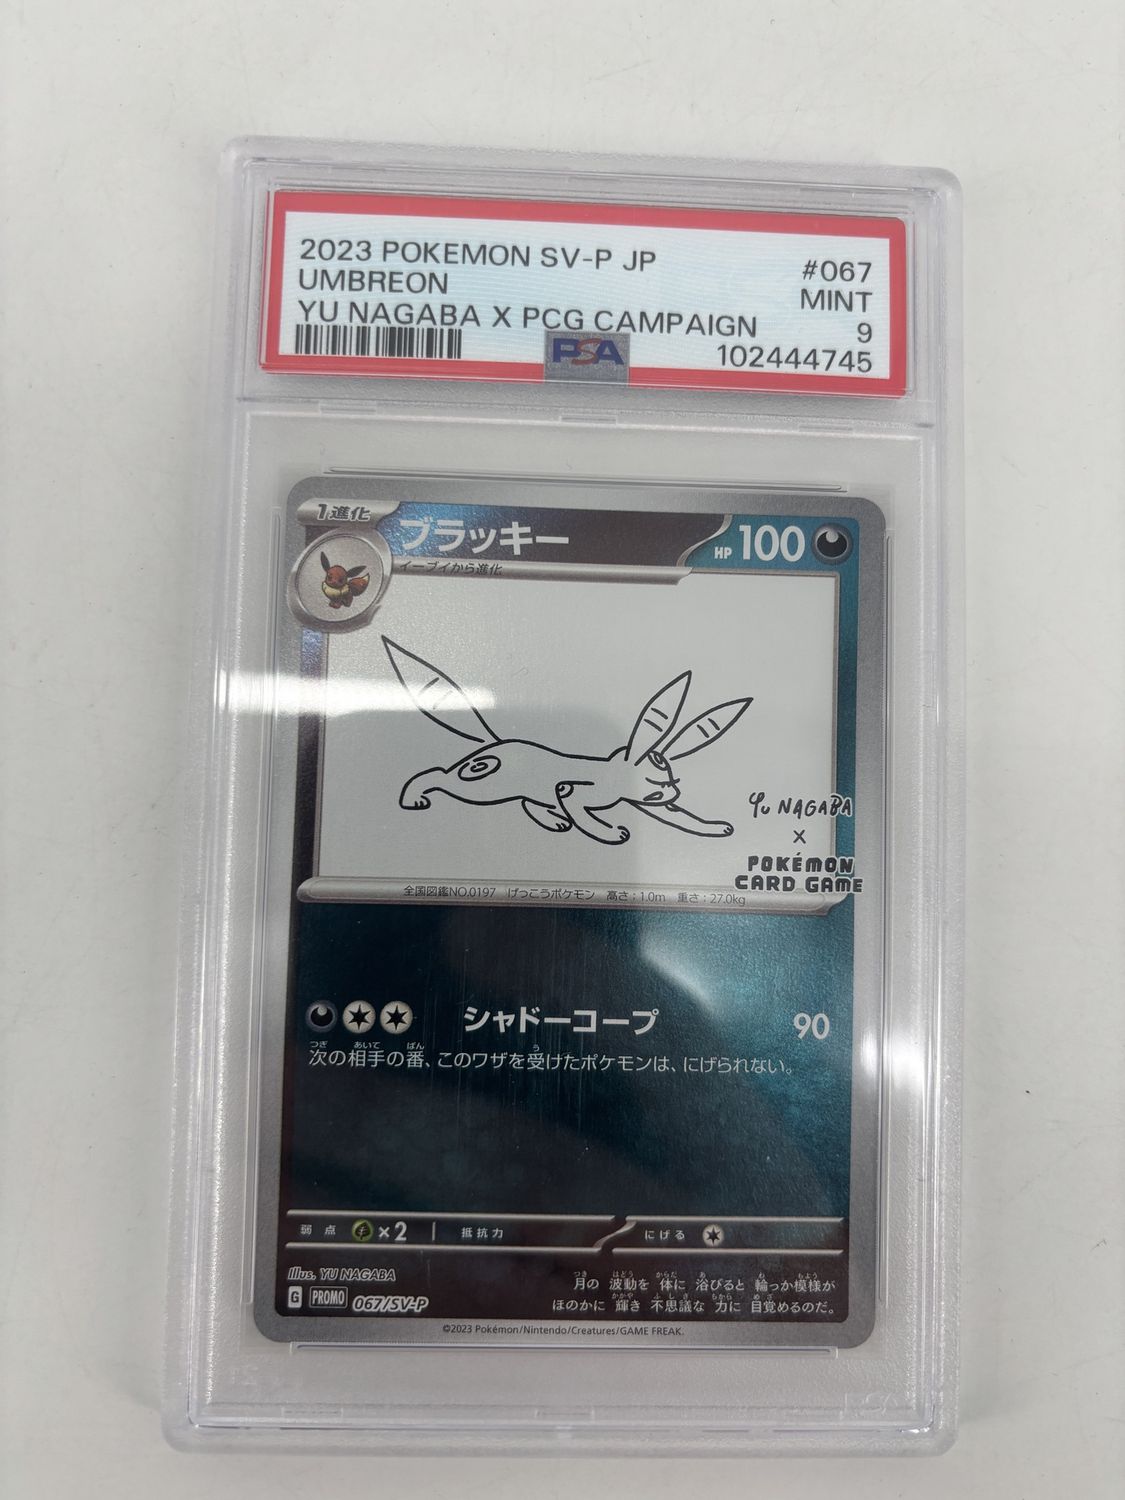 2023 POKEMON SV-P JP #067
UMBREON MINT
YU NAGABA X PCG CAMPAIGN 9
PSA
102444745
1進化
ブラッキー
HP 100
イーブイから進化
YU NAGABA
×
POKÉMON
CARD GAME
全国図鑑NO.0197 げっこうポケモン 高さ:1.0m 重さ:27.0kg
シャドーコープ 90
次の相手の番、このワザを受けたポケモンは、にげられない。
弱点 ×2 抵抗力 にげる
Illus. YU NAGABA
G PROMO 067/SV-P
月の 波動を 体に 浴びると 輪っか模様が
ほのかに 輝き 不思議な 力に 目覚めるのだ。
©2023 Pokémon/Nintendo/Creatures/GAME FREAK.